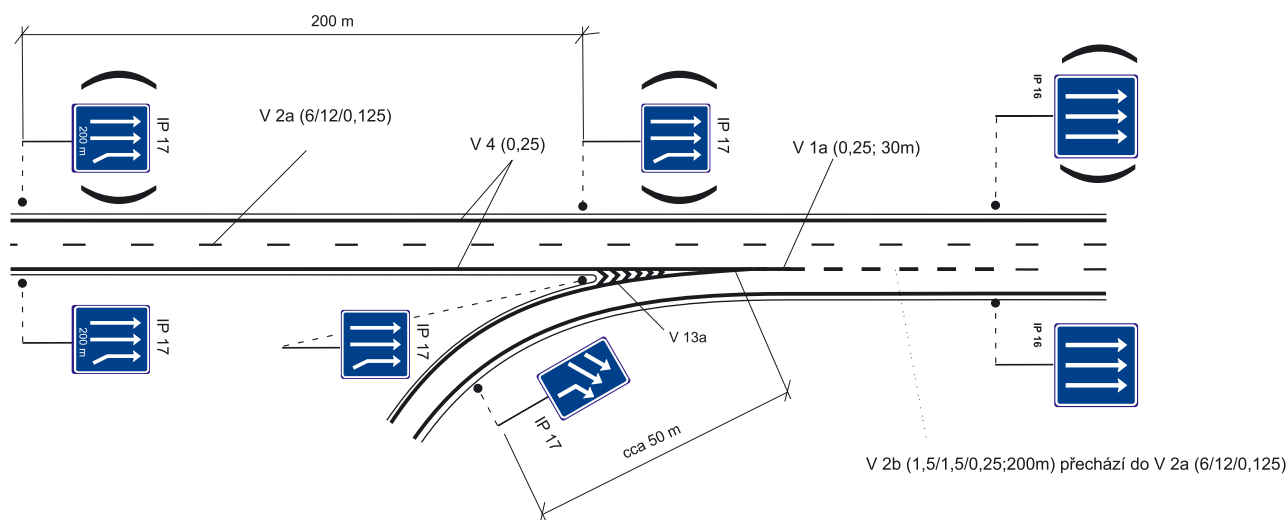 200 m
200 m
IP 17
V 2a (6/12/0,125)
V 4 (0,25)
IP 17
V 1a (0,25; 30m)
IP 16
200 m
IP 17
IP 17
V 13a
IP 17
cca 50 m
IP 16
V 2b (1,5/1,5/0,25;200m) přechází do V 2a (6/12/0,125)